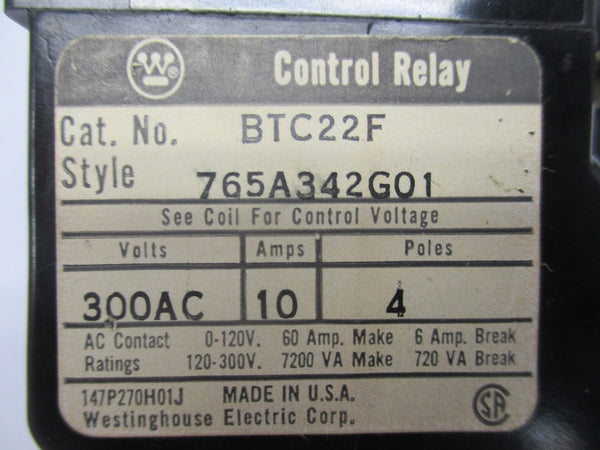 W ® Control Relay
Cat. No. BTC22F
Style 765A342G01
See Coil For Control Voltage
Volts Amps Poles
300AC 10 4
AC Contact 0-120V. 60 Amp. Make 6 Amp. Break
Ratings 120-300V. 7200 VA Make 720 VA Break
147P270H01J MADE IN U.S.A.
Westinghouse Electric Corp.
SA